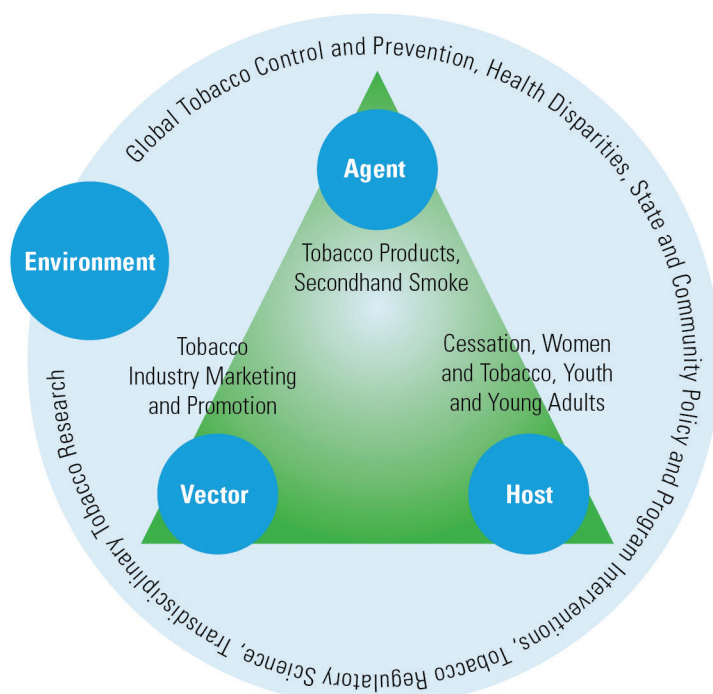 Global Tobacco Control and Prevention, Health Disparities, State and Community Policy and Program Interventions, Tobacco Regulatory Science, Transdisciplinary Tobacco Research
Agent
Tobacco Products,
Secondhand Smoke
Environment
Tobacco
Industry Marketing
and Promotion
Vector
Cessation, Women
and Tobacco, Youth
and Young Adults
Host